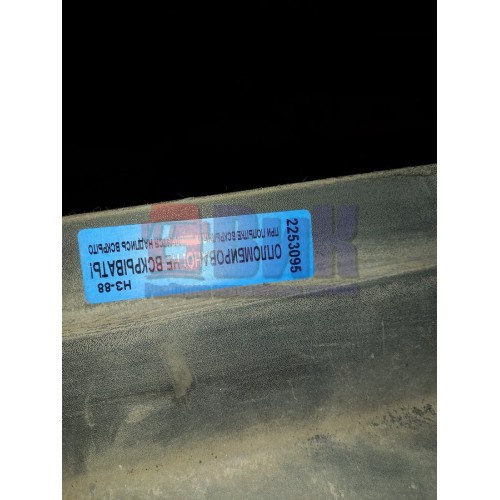 2253095
ОПЛОМБИРОВАНО! НЕ ВСКРЫВАТЬ!
ПРИ ПОПЫТКЕ ВСКРЫТИЯ НАДПИСЬ ВСКРЫТО
НЗ-88